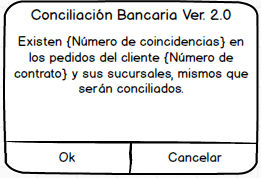 Conciliación Bancaria Ver. 2.0
Existen {Número de coincidencias} en
los pedidos del cliente {Número de
contrato} y sus sucursales, mismos que
serán conciliados.
Ok
Cancelar